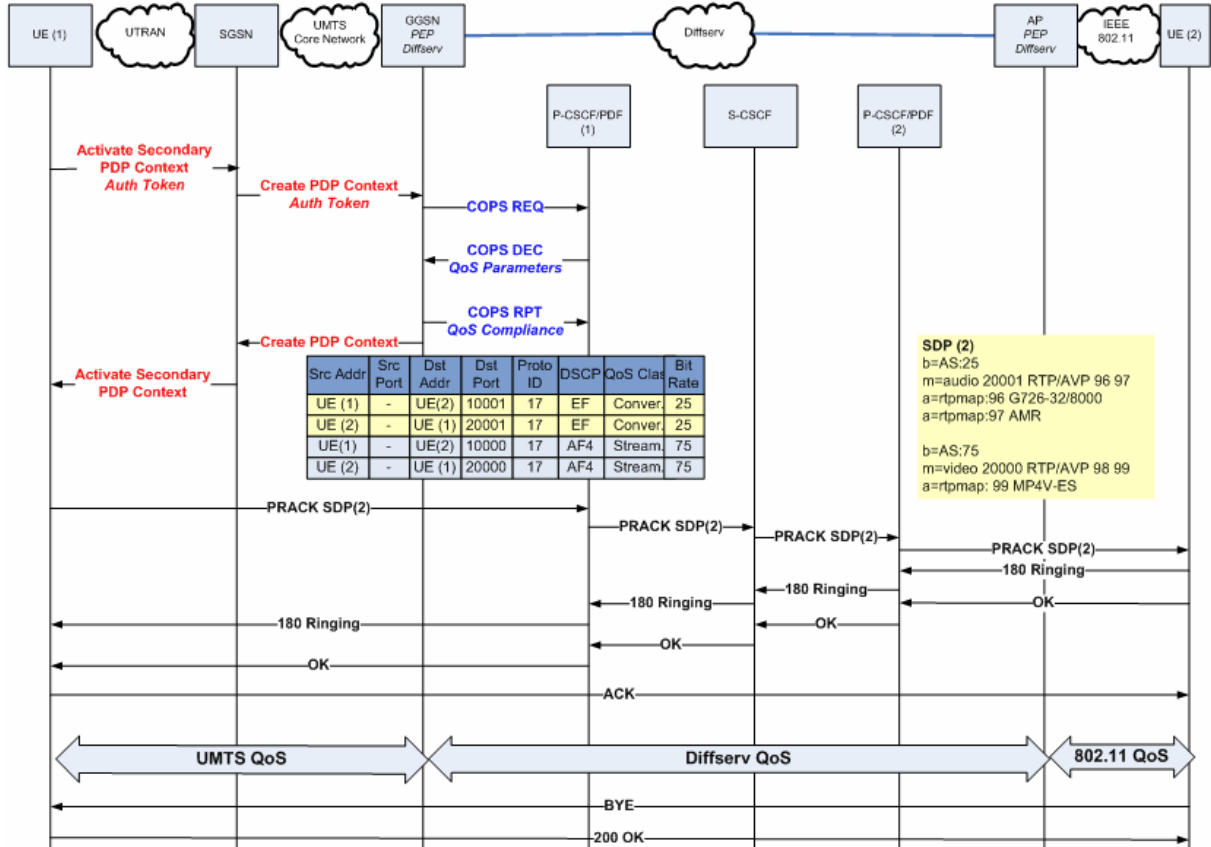 UE (1)
UTRAN
SGSN
UMTS
Core Network
GGSN
PEP
Diffserv
Diffserv
AP
PEP
Diffserv
IEEE
802.11
UE (2)
P-CSCF/PDF
(1)
S-CSCF
P-CSCF/PDF
(2)
Activate Secondary
PDP Context
Auth Token
Create PDP Context
Auth Token
COPS REQ
COPS DEC
QoS Parameters
COPS RPT
QoS Compliance
Create PDP Context
Activate Secondary
PDP Context
Src Addr Src Port Dst Addr Dst Port Proto ID DSCP QoS Clas Bit Rate
UE (1) - UE(2) 10001 17 EF Conver. 25
UE (2) - UE (1) 20001 17 EF Conver. 25
UE(1) - UE(2) 10000 17 AF4 Stream. 75
UE (2) - UE (1) 20000 17 AF4 Stream. 75
SDP (2)
b=AS:25
m=audio 20001 RTP/AVP 96 97
a=rtpmap:96 G726-32/8000
a=rtpmap:97 AMR
b=AS:75
m=video 20000 RTP/AVP 98 99
a=rtpmap: 99 MP4V-ES
PRACK SDP(2)
PRACK SDP(2)
PRACK SDP(2)
PRACK SDP(2)
180 Ringing
180 Ringing
180 Ringing
OK
180 Ringing
OK
OK
OK
ACK
UMTS QoS
Diffserv QoS
802.11 QoS
BYE
200 OK